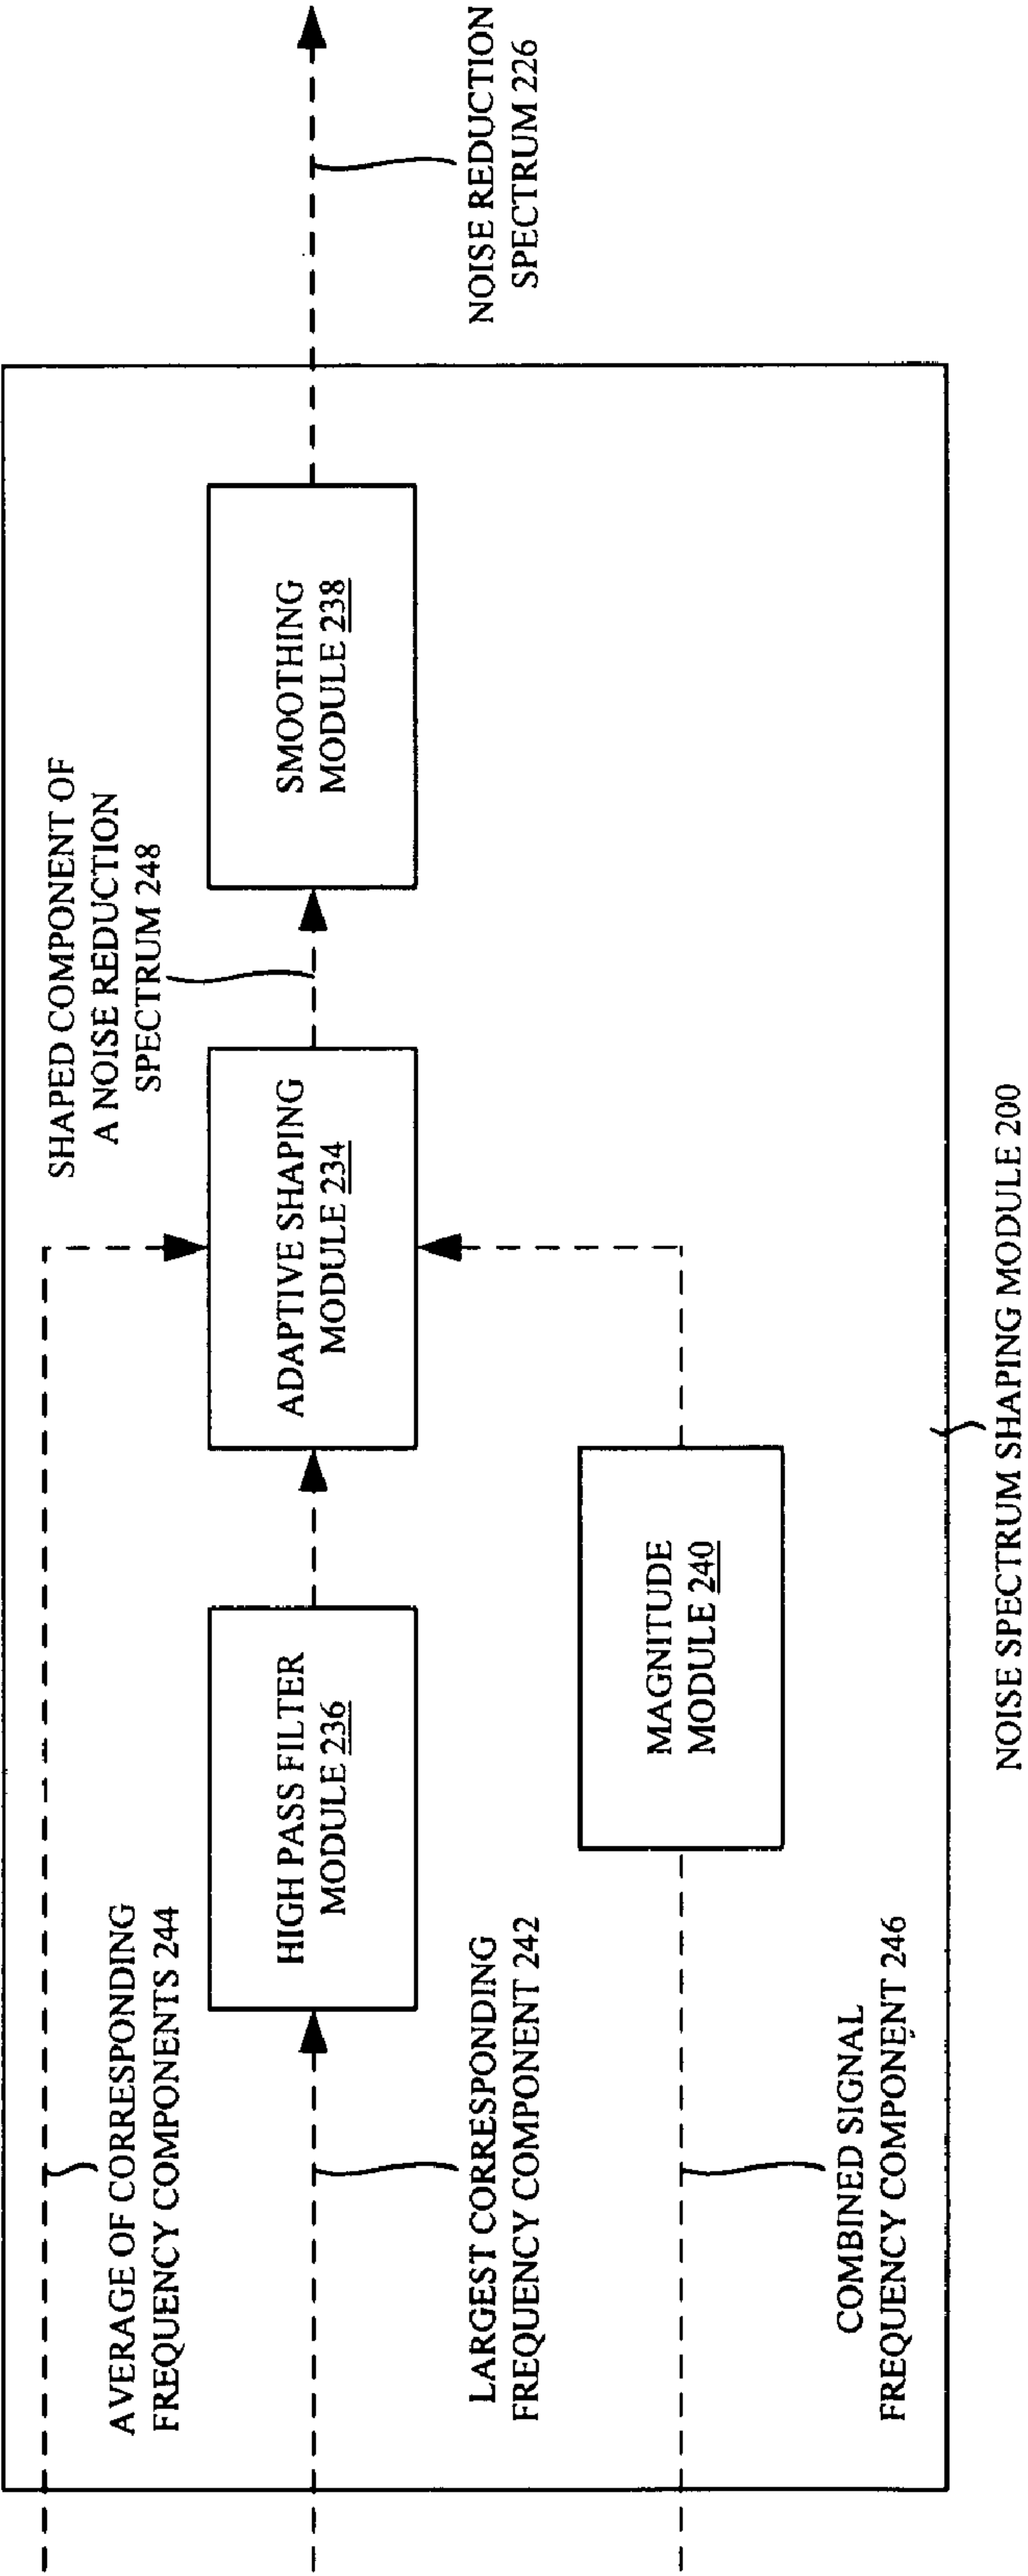 AVERAGE OF CORRESPONDING
FREQUENCY COMPONENTS 244
SHAPED COMPONENT OF
A NOISE REDUCTION
SPECTRUM 248
HIGH PASS FILTER
MODULE 236
ADAPTIVE SHAPING
MODULE 234
SMOOTHING
MODULE 238
NOISE REDUCTION
SPECTRUM 226
LARGEST CORRESPONDING
FREQUENCY COMPONENT 242
MAGNITUDE
MODULE 240
COMBINED SIGNAL
FREQUENCY COMPONENT 246
NOISE SPECTRUM SHAPING MODULE 200